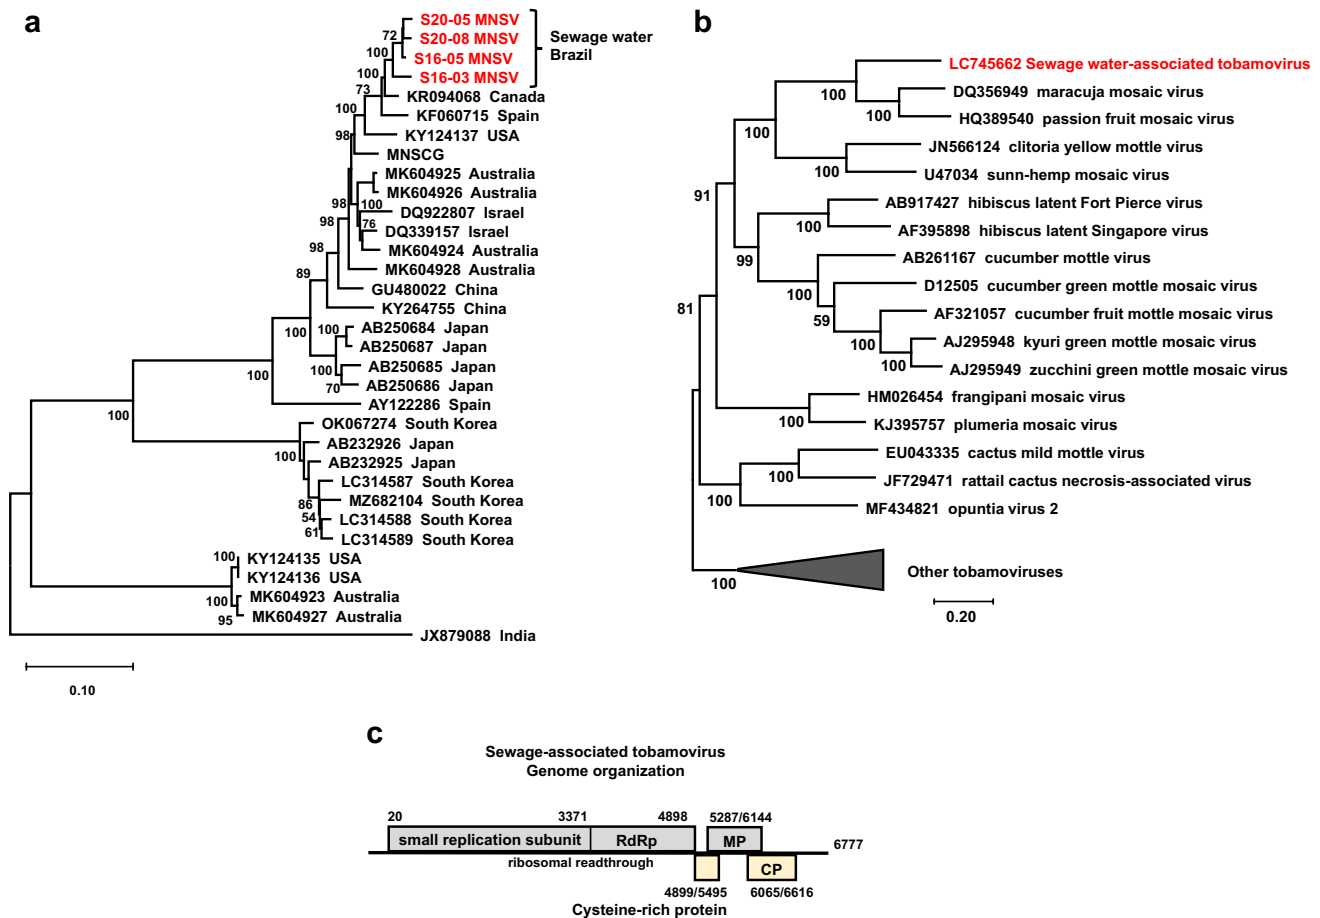 a
S20-05 MNSV
S20-08 MNSV
S16-05 MNSV
S16-03 MNSV
Sewage water
Brazil
KR094068 Canada
KF060715 Spain
KY124137 USA
MNSCG
MK604925 Australia
MK604926 Australia
DQ922807 Israel
DQ339157 Israel
MK604924 Australia
MK604928 Australia
GU480022 China
KY264755 China
AB250684 Japan
AB250687 Japan
AB250685 Japan
AB250686 Japan
AY122286 Spain
OK067274 South Korea
AB232926 Japan
AB232925 Japan
LC314587 South Korea
MZ682104 South Korea
LC314588 South Korea
LC314589 South Korea
KY124135 USA
KY124136 USA
MK604923 Australia
MK604927 Australia
JX879088 India
72
100
100
73
100
98
98
100
76
98
98
89
100
100
100
70
100
100
100
86
54
61
100
100
95
0.10
b
LC745662 Sewage water-associated tobamovirus
DQ356949 maracuja mosaic virus
HQ389540 passion fruit mosaic virus
JN566124 clitoria yellow mottle virus
U47034 sunn-hemp mosaic virus
AB917427 hibiscus latent Fort Pierce virus
AF395898 hibiscus latent Singapore virus
AB261167 cucumber mottle virus
D12505 cucumber green mottle mosaic virus
AF321057 cucumber fruit mottle mosaic virus
AJ295948 kyuri green mottle mosaic virus
AJ295949 zucchini green mottle mosaic virus
HM026454 frangipani mosaic virus
KJ395757 plumeria mosaic virus
EU043335 cactus mild mottle virus
JF729471 rattail cactus necrosis-associated virus
MF434821 opuntia virus 2
Other tobamoviruses
100
100
100
100
91
100
99
100
59
100
100
81
100
100
100
100
0.20
c
Sewage-associated tobamovirus
Genome organization
20 3371 4898 5287/6144
small replication subunit RdRp MP
6777
ribosomal readthrough
CP
4899/5495 6065/6616
Cysteine-rich protein